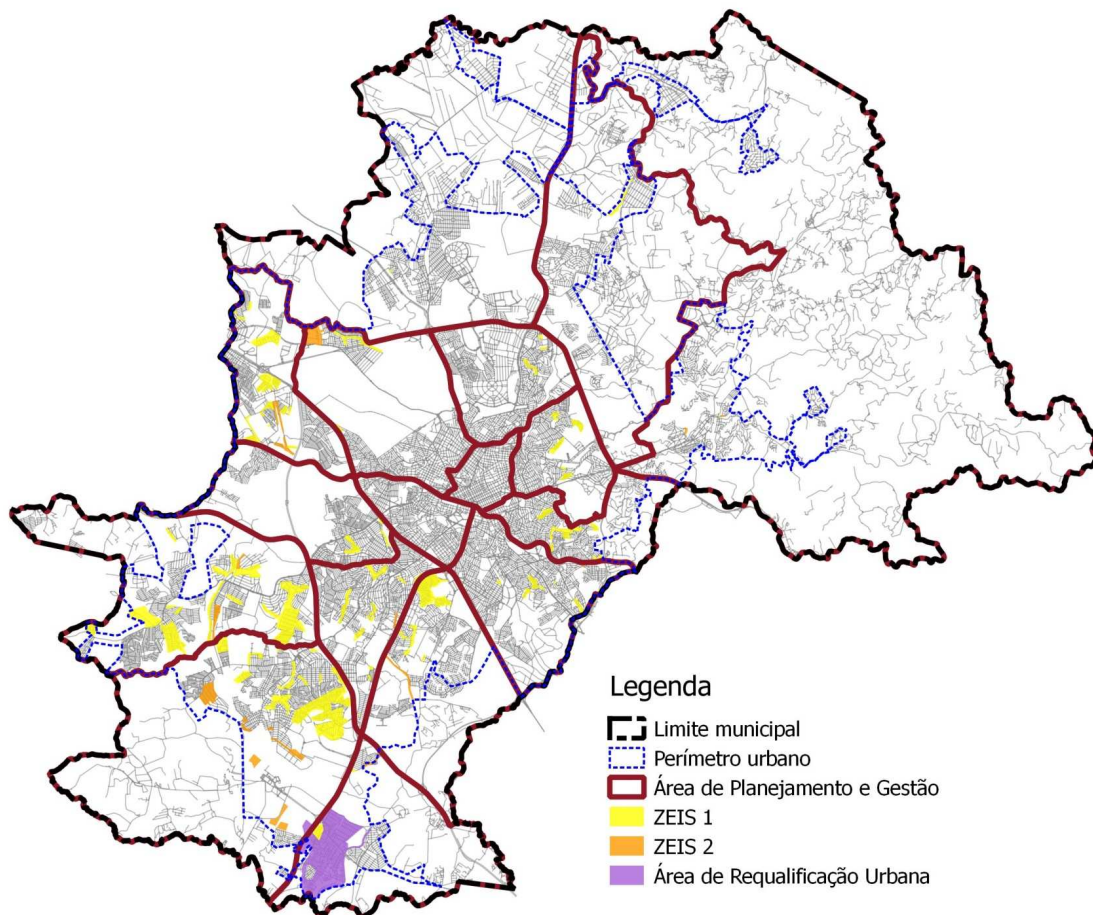 Legenda
Limite municipal
Perímetro urbano
Área de Planejamento e Gestão
ZEIS 1
ZEIS 2
Área de Requalificação Urbana